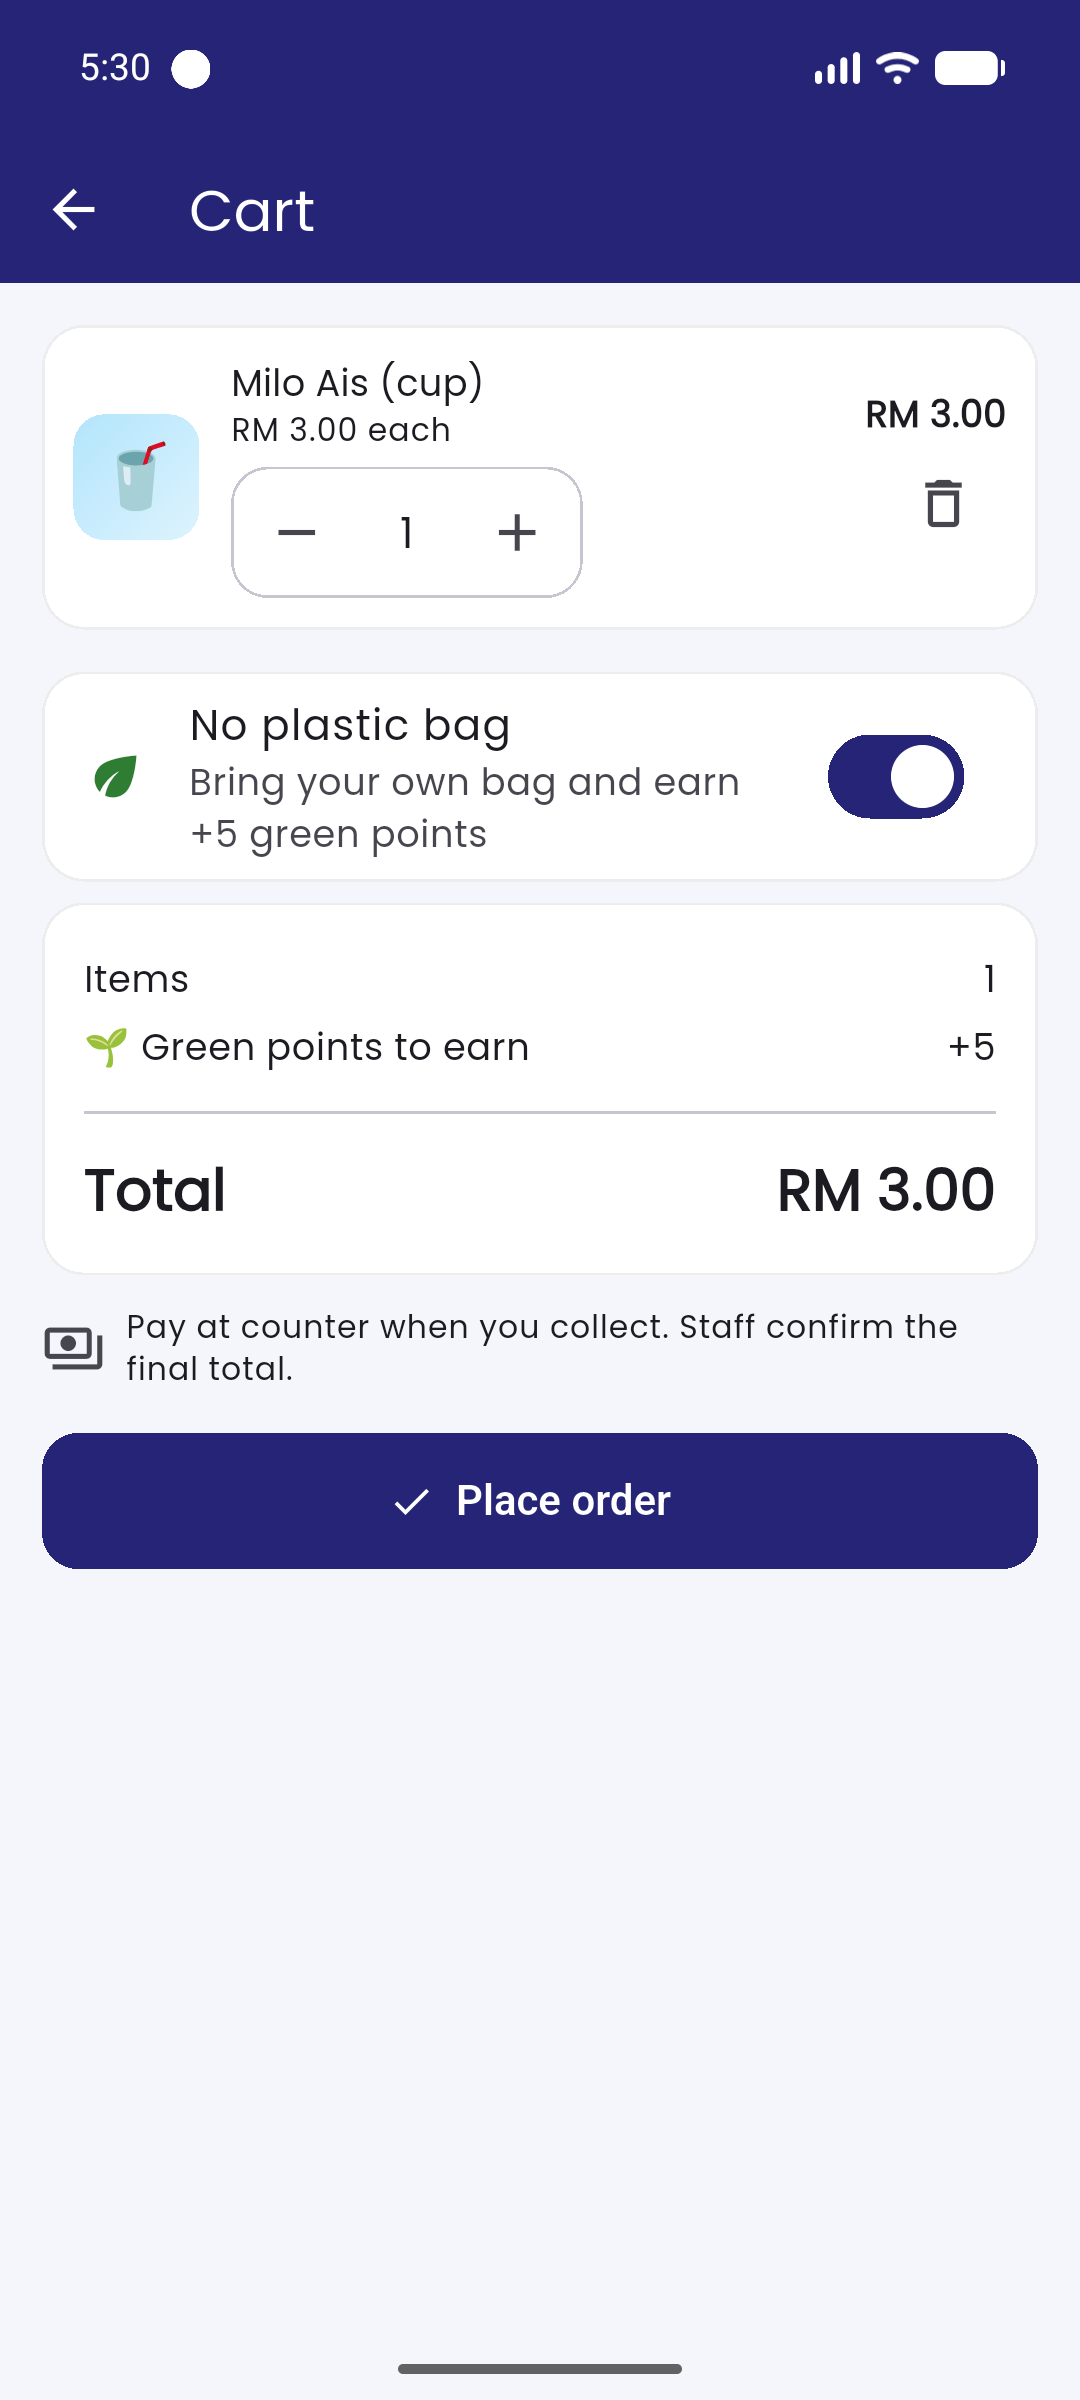 5:30
Cart
Milo Ais (cup)
RM 3.00 each
RM 3.00
1
No plastic bag
Bring your own bag and earn
+5 green points
Items 1
Green points to earn +5
Total RM 3.00
Pay at counter when you collect. Staff confirm the
final total.
Place order